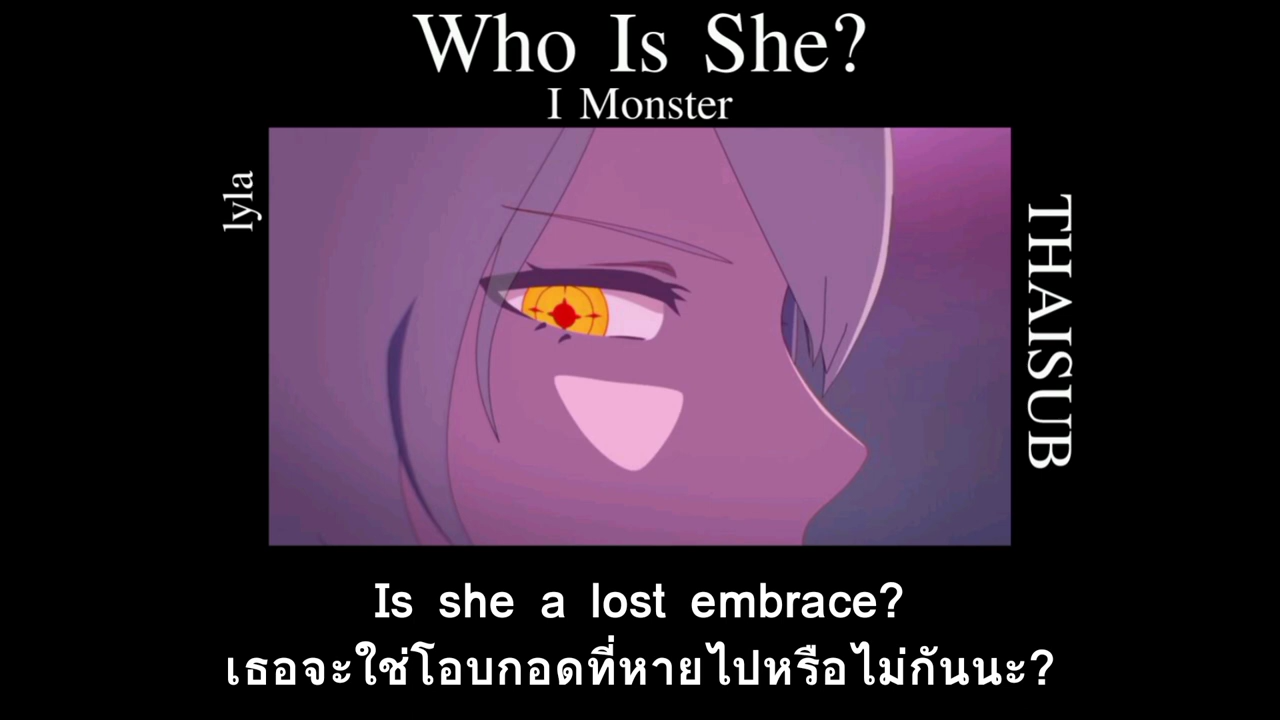 Who Is She?
I Monster
lyla
THAISUB
Is she a lost embrace?
เธอจะใช่โอบกอดที่หายไปหรือไม่กันนะ?